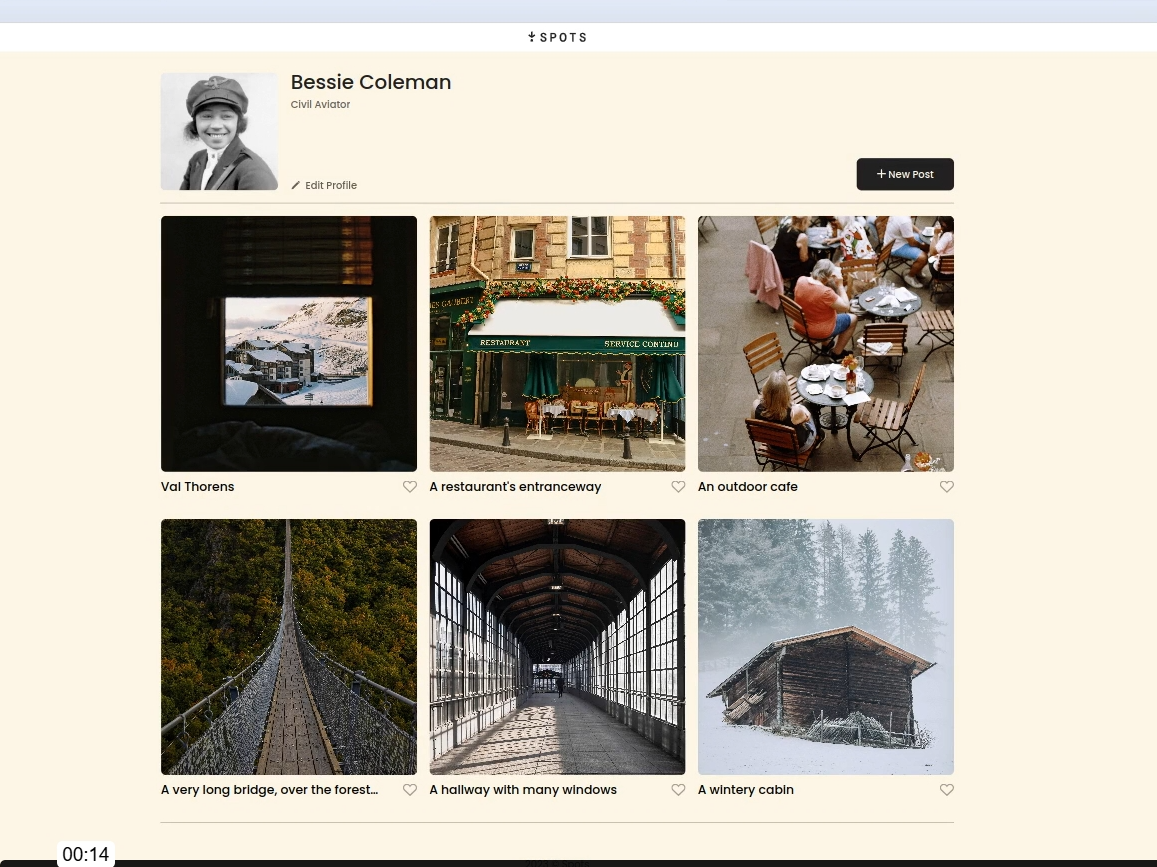 SPOTS
Bessie Coleman
Civil Aviator
Edit Profile
New Post
RESTAURANT
SERVICE CONTINU
Val Thorens
A restaurant's entranceway
An outdoor cafe
A very long bridge, over the forest...
A hallway with many windows
A wintery cabin
00:14